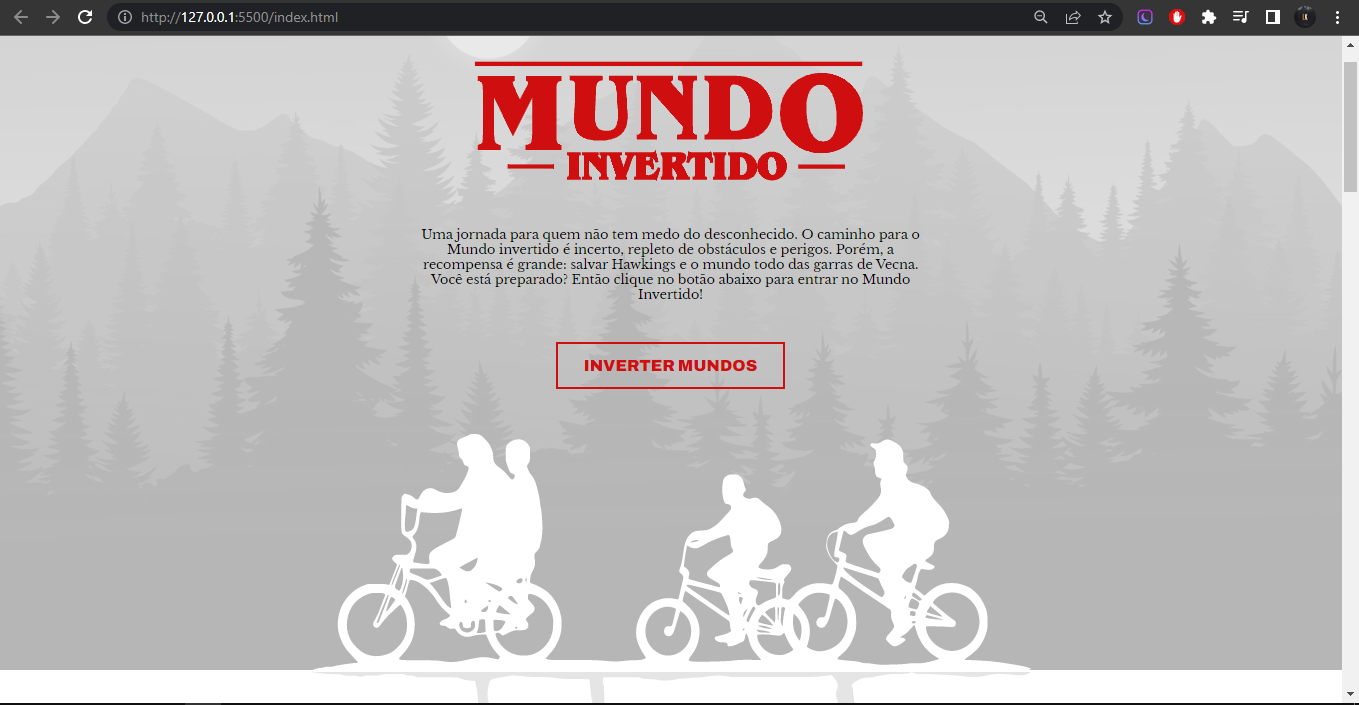 http://127.0.0.1:5500/index.html
MUNDO
INVERTIDO
Uma jornada para quem não tem medo do desconhecido. O caminho para o
Mundo invertido é incerto, repleto de obstáculos e perigos. Porém, a
recompensa é grande: salvar Hawkings e o mundo todo das garras de Vecna.
Você está preparado? Então clique no botão abaixo para entrar no Mundo
Invertido!
INVERTER MUNDOS